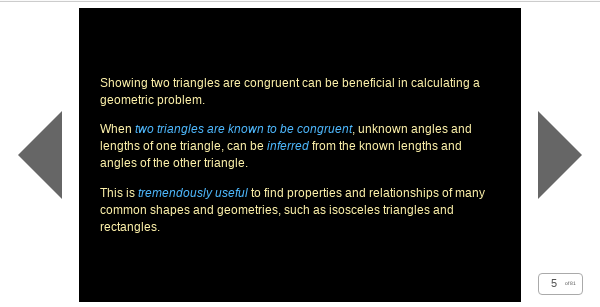 Showing two triangles are congruent can be beneficial in calculating a
geometric problem.
When two triangles are known to be congruent, unknown angles and
lengths of one triangle, can be inferred from the known lengths and
angles of the other triangle.
This is tremendously useful to find properties and relationships of many
common shapes and geometries, such as isosceles triangles and
rectangles.
5